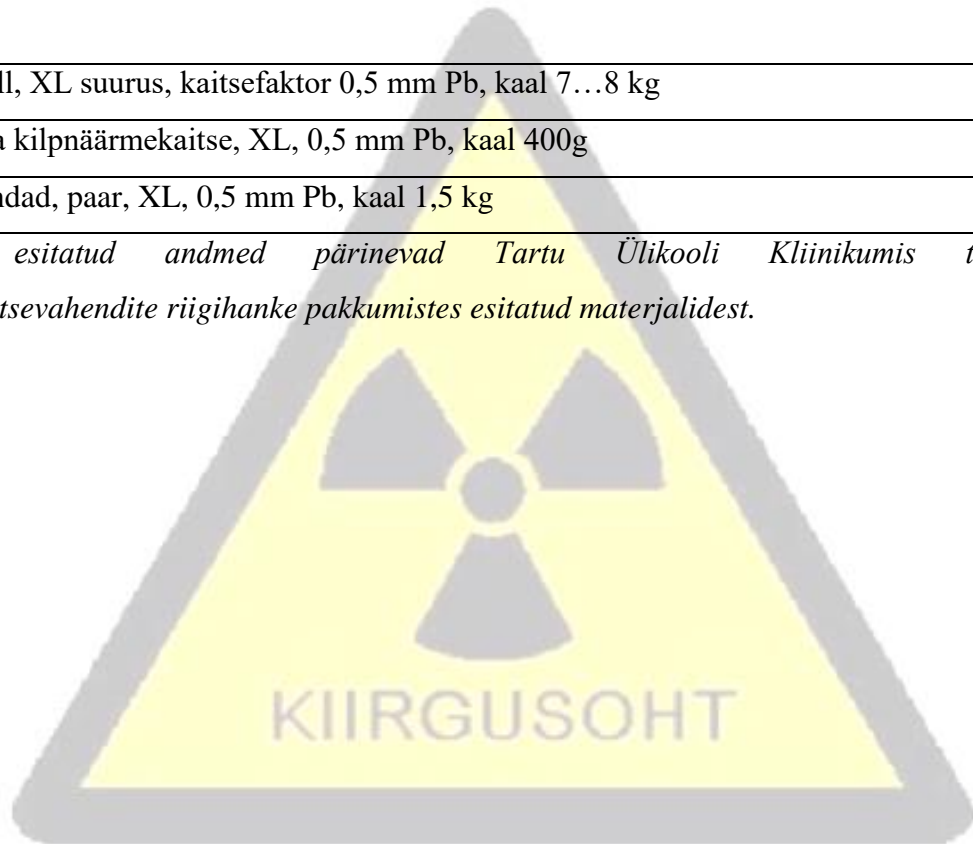 ll, XL suurus, kaitsefaktor 0,5 mm Pb, kaal 7…8 kg
a kilpnäärmekaitse, XL, 0,5 mm Pb, kaal 400g
ndad, paar, XL, 0,5 mm Pb, kaal 1,5 kg
esitatud andmed pärinevad Tartu Ülikooli Kliinikumis t
tsevahendite riigihanke pakkumistes esitatud materjalidest.
KIIRGUSOHT